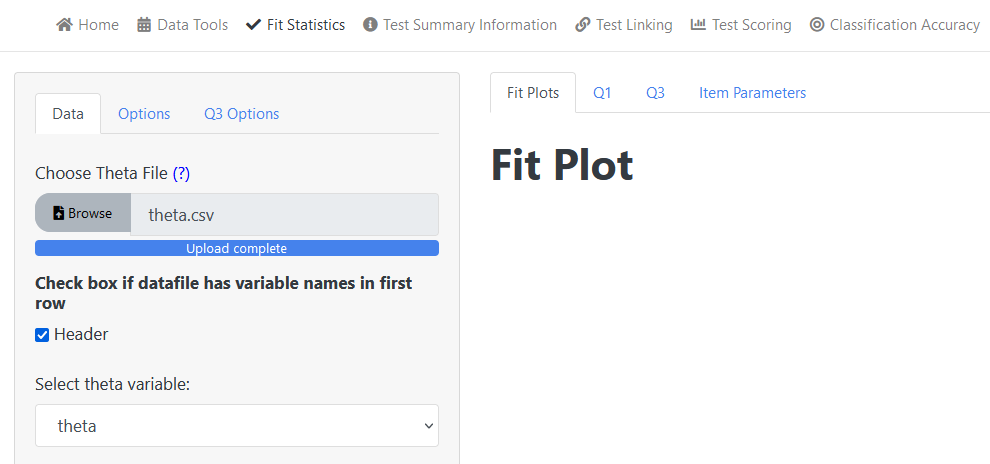 Home Data Tools Fit Statistics Test Summary Information Test Linking Test Scoring Classification Accuracy
Data Options Q3 Options
Choose Theta File (?)
Browse theta.csv
Upload complete
Check box if datafile has variable names in first
row
Header
Select theta variable:
theta
Fit Plots Q1 Q3 Item Parameters
Fit Plot